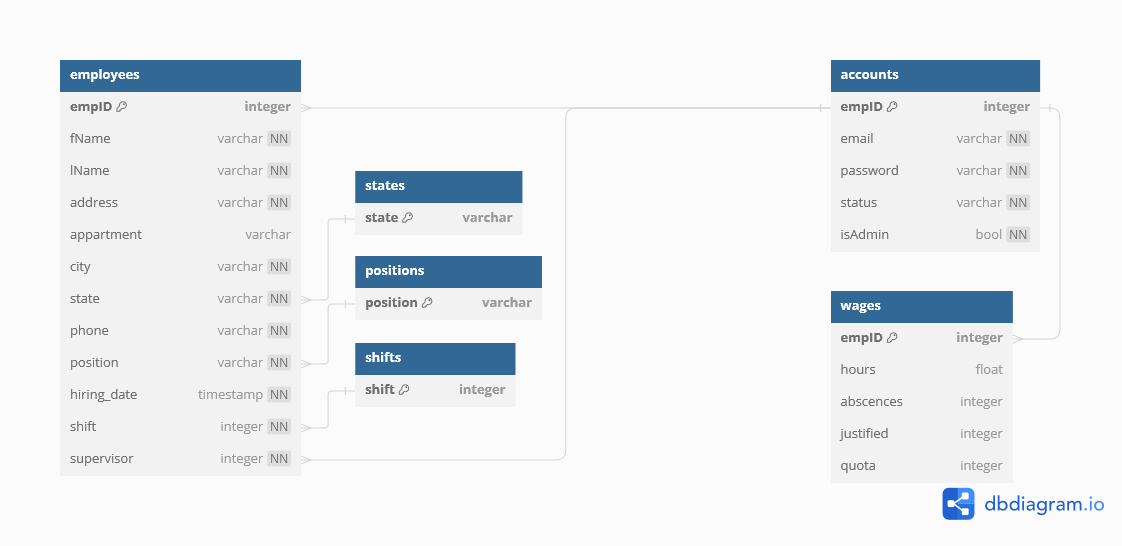 employees
empID integer
fName varchar NN
lName varchar NN
address varchar NN
appartment varchar
city varchar NN
state varchar NN
phone varchar NN
position varchar NN
hiring_date timestamp NN
shift integer NN
supervisor integer NN
states
state varchar
positions
position varchar
shifts
shift integer
accounts
empID integer
email varchar NN
password varchar NN
status varchar NN
isAdmin bool NN
wages
empID integer
hours float
abscences integer
justified integer
quota integer
dbdiagram.io